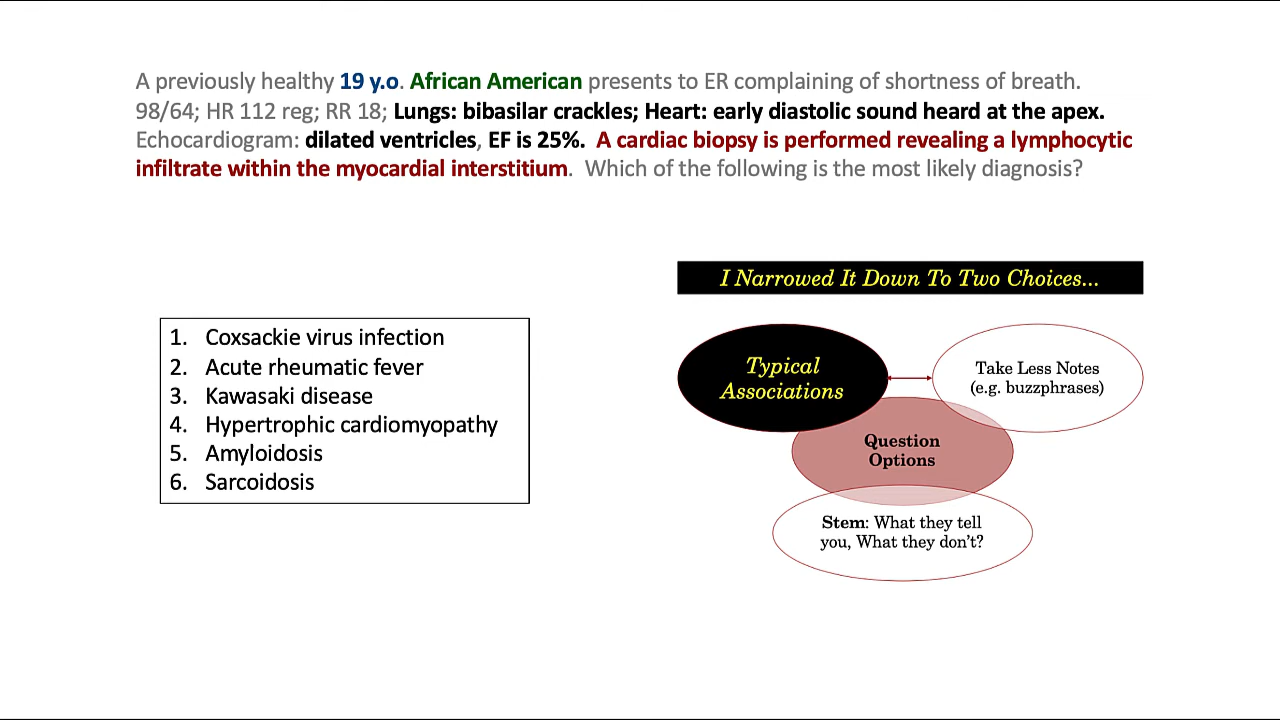 A previously healthy 19 y.o. African American presents to ER complaining of shortness of breath.
98/64; HR 112 reg; RR 18; Lungs: bibasilar crackles; Heart: early diastolic sound heard at the apex.
Echocardiogram: dilated ventricles, EF is 25%. A cardiac biopsy is performed revealing a lymphocytic
infiltrate within the myocardial interstitium. Which of the following is the most likely diagnosis?
I Narrowed It Down To Two Choices...
1. Coxsackie virus infection
2. Acute rheumatic fever
3. Kawasaki disease
4. Hypertrophic cardiomyopathy
5. Amyloidosis
6. Sarcoidosis
Typical
Associations
Take Less Notes
(e.g. buzzphrases)
Question
Options
Stem: What they tell
you, What they don't?